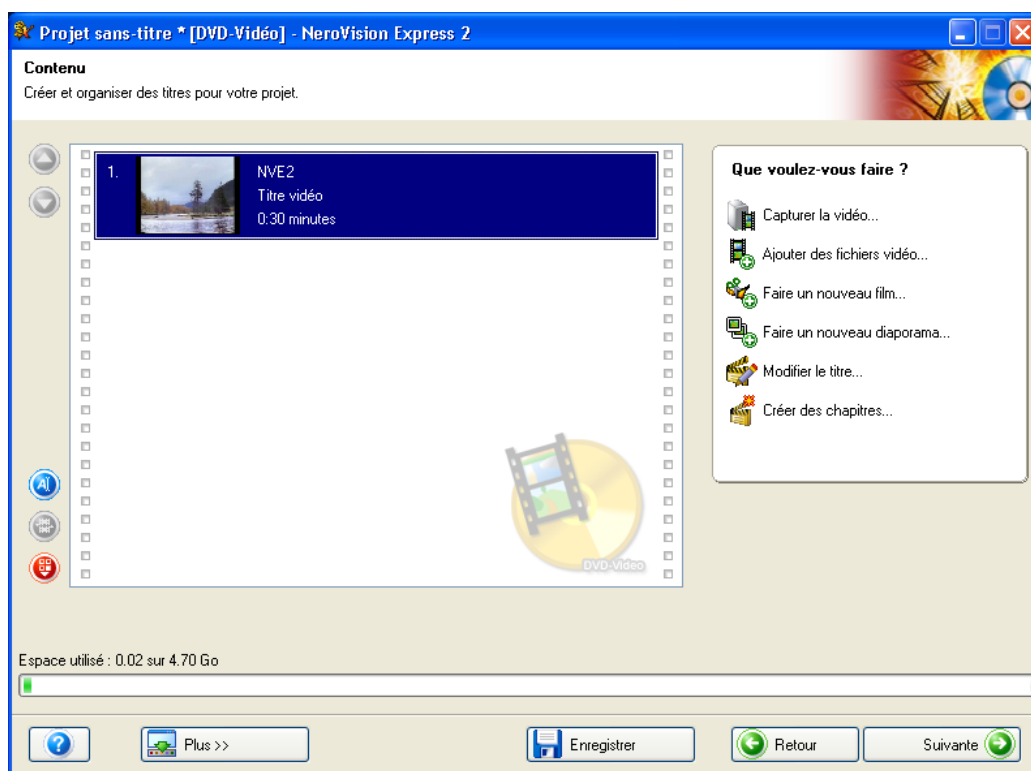 Projet sans-titre * [DVD-Vidéo] - NeroVision Express 2
Contenu
Créer et organiser des titres pour votre projet.
1.
NVE2
Titre vidéo
0:30 minutes
DVD-Video
Que voulez-vous faire ?
Capturer la vidéo...
Ajouter des fichiers vidéo...
Faire un nouveau film...
Faire un nouveau diaporama...
Modifier le titre...
Créer des chapitres...
Espace utilisé : 0.02 sur 4.70 Go
Plus >>
Enregistrer
Retour
Suivante